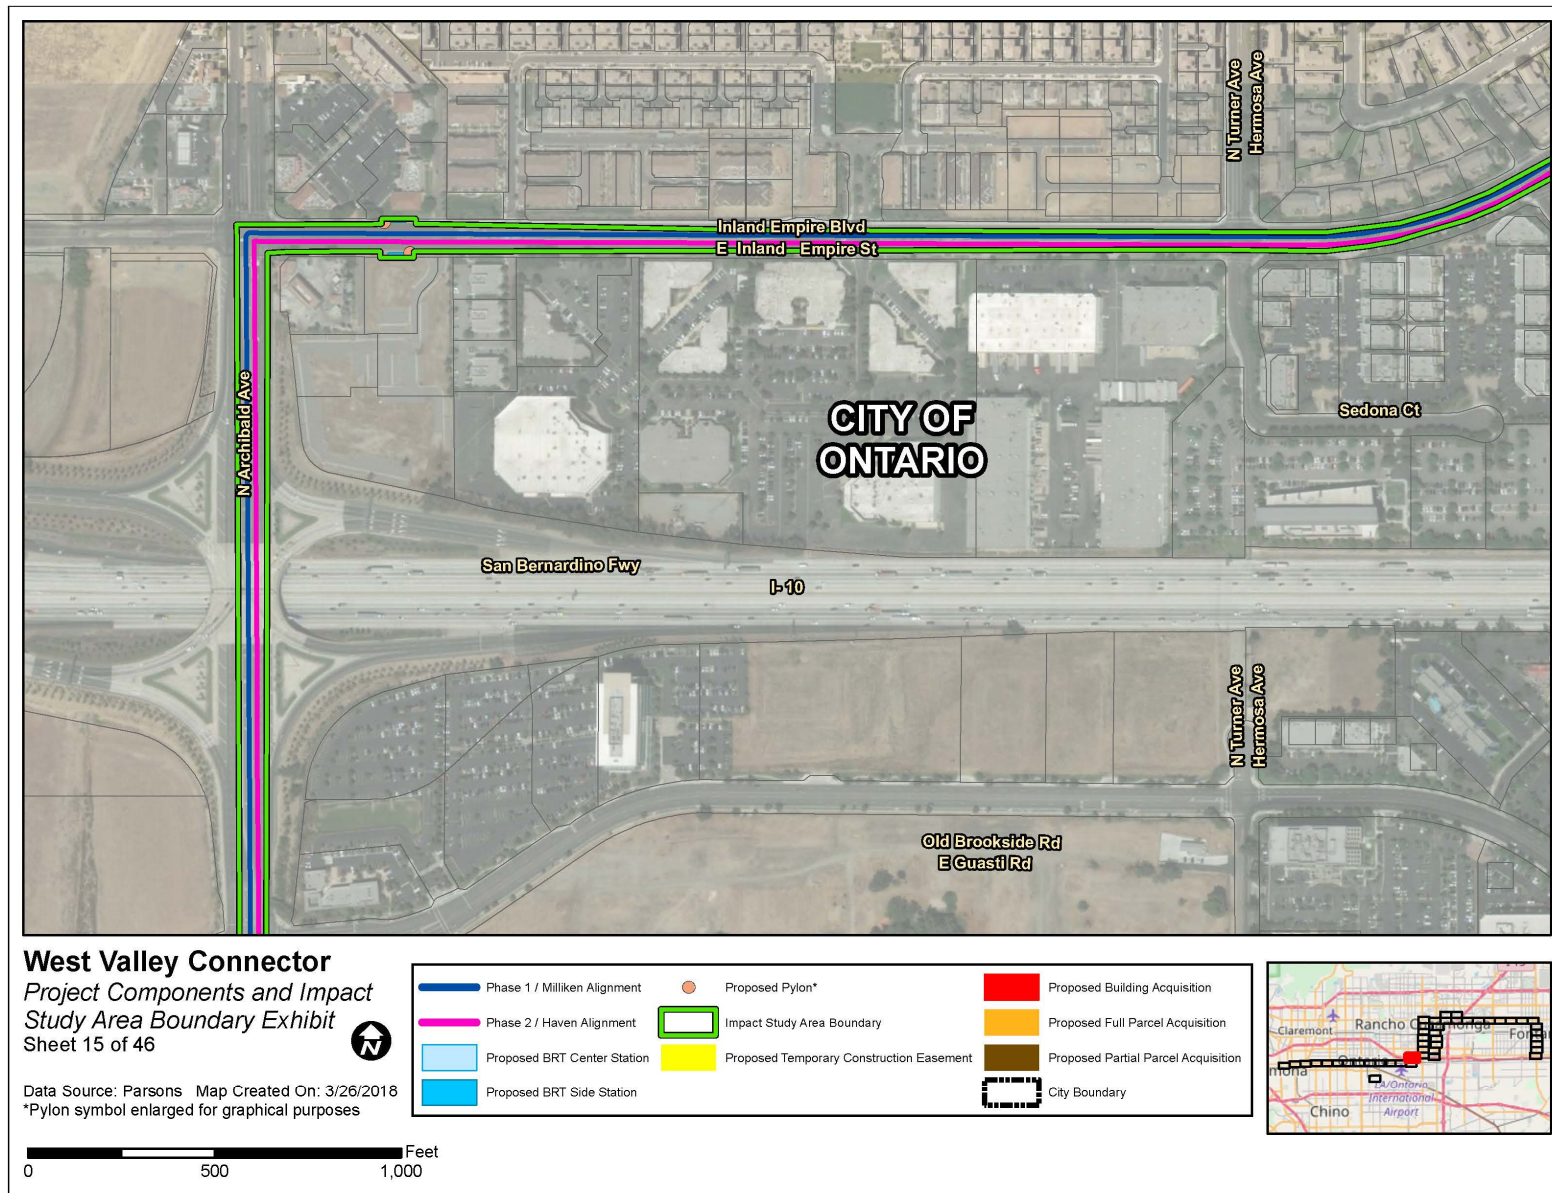 N Turner Ave
Hermosa Ave
Inland Empire Blvd
E Inland Empire St
N Archibald Ave
CITY OF
ONTARIO
Sedona Ct
San Bernardino Fwy
I-10
N Turner Ave
Hermosa Ave
Old Brookside Rd
E Guasti Rd
West Valley Connector
Project Components and Impact
Study Area Boundary Exhibit
Sheet 15 of 46
N
Data Source: Parsons Map Created On: 3/26/2018
*Pylon symbol enlarged for graphical purposes
0 500 1,000 Feet
Phase 1 / Milliken Alignment
Phase 2 / Haven Alignment
Proposed BRT Center Station
Proposed BRT Side Station
Proposed Pylon*
Impact Study Area Boundary
Proposed Temporary Construction Easement
Proposed Building Acquisition
Proposed Full Parcel Acquisition
Proposed Partial Parcel Acquisition
City Boundary
Claremont
Ontario
LA/Ontario
International
Airport
Chino